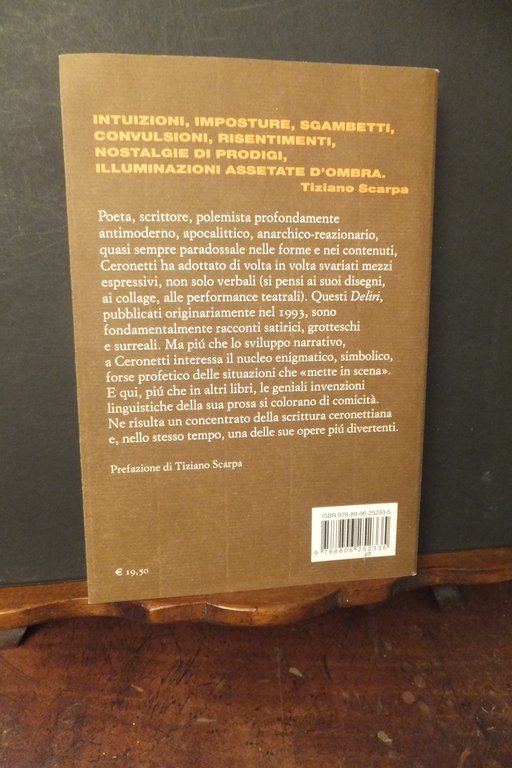 INTUIZIONI, IMPOSTURE, SGAMBETTI,
CONVULSIONI, RISENTIMENTI,
NOSTALGIE DI PRODIGI,
ILLUMINAZIONI ASSETATE D'OMBRA.
Tiziano Scarpa
Poeta, scrittore, polemista profondamente
antimoderno, apocalittico, anarchico-reazionario,
quasi sempre paradossale nelle forme e nei contenuti,
Ceronetti ha adottato di volta in volta svariati mezzi
espressivi, non solo verbali (si pensi ai suoi disegni,
ai collage, alle performance teatrali). Questi Deliri,
pubblicati originariamente nel 1993, sono
fondamentalmente racconti satirici, grotteschi
e surreali. Ma piú che lo sviluppo narrativo,
a Ceronetti interessa il nucleo enigmatico, simbolico,
forse profetico delle situazioni che «mette in scena».
E qui, piú che in altri libri, le geniali invenzioni
linguistiche della sua prosa si colorano di comicità.
Ne risulta un concentrato della scrittura ceronettiana
e, nello stesso tempo, una delle sue opere piú divertenti.
Prefazione di Tiziano Scarpa
ISBN 978-88-06-25233-5
9 788806 252335
€ 19,50